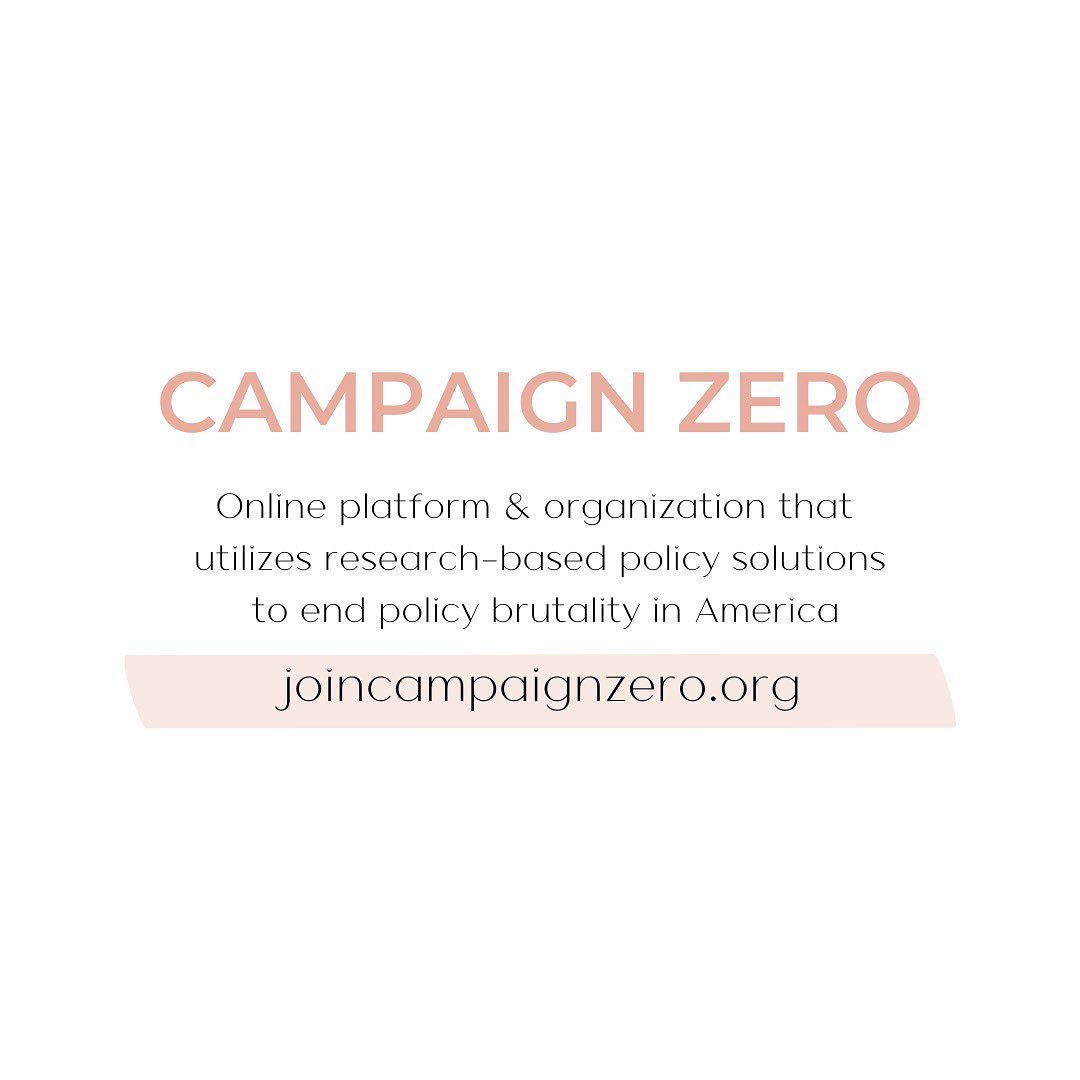 CAMPAIGN ZERO
Online platform & organization that
utilizes research-based policy solutions
to end policy brutality in America
joincampaignzero.org